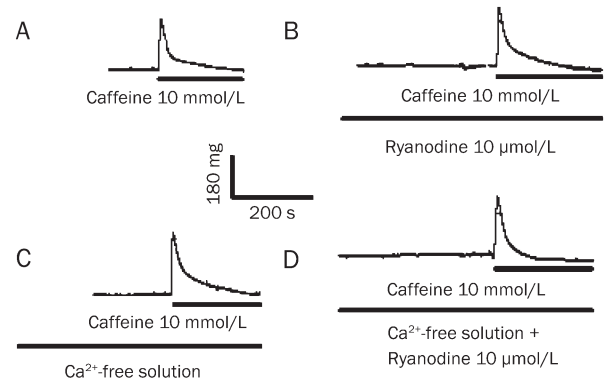 A
Caffeine 10 mmol/L
B
Caffeine 10 mmol/L
Ryanodine 10 µmol/L
180 mg
200 s
C
Caffeine 10 mmol/L
Ca²⁺-free solution
D
Caffeine 10 mmol/L
Ca²⁺-free solution +
Ryanodine 10 µmol/L